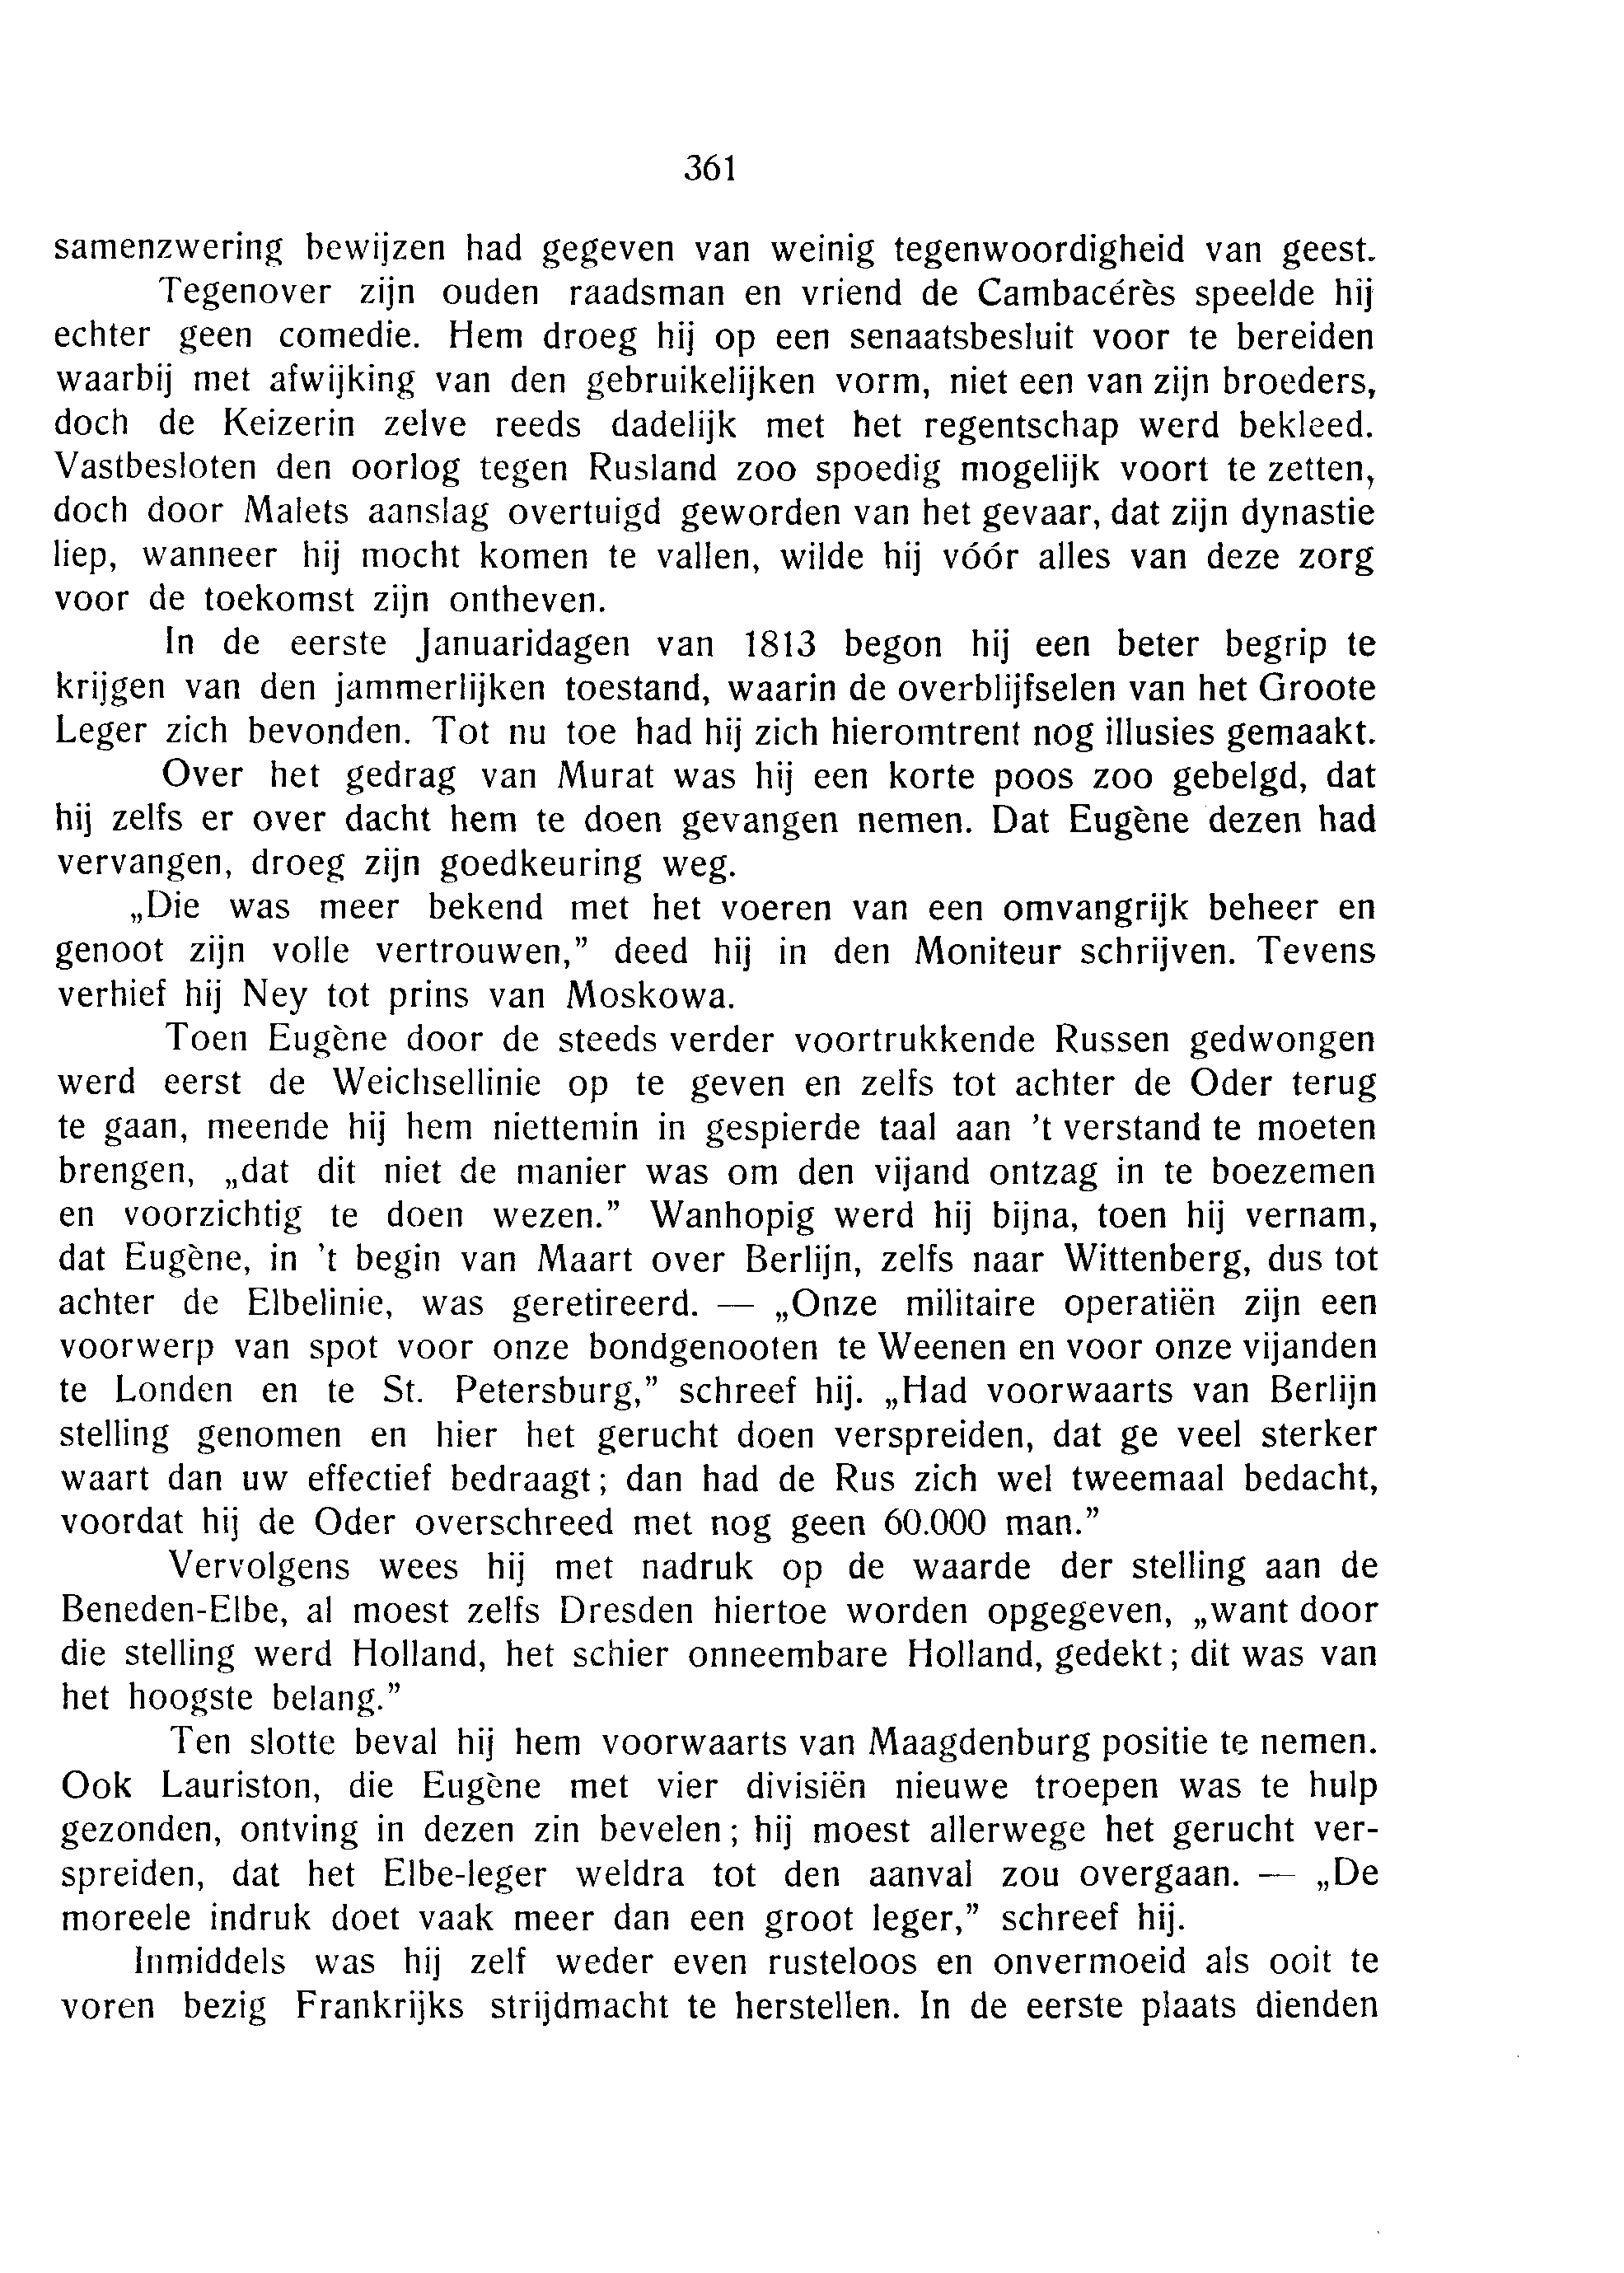 361
samenzwering bewijzen had gegeven van weinig tegenwoordigheid van geest.
Tegenover zijn ouden raadsman en vriend de Cambacérès speelde hij
echter geen comedie. Hem droeg hij op een senaatsbesluit voor te bereiden
waarbij met afwijking van den gebruikelijken vorm, niet een van zijn broeders,
doch de Keizerin zelve reeds dadelijk met het regentschap werd bekleed.
Vastbesloten den oorlog tegen Rusland zoo spoedig mogelijk voort te zetten,
doch door Malets aanslag overtuigd geworden van het gevaar, dat zijn dynastie
liep, wanneer hij mocht komen te vallen, wilde hij vóór alles van deze zorg
voor de toekomst zijn ontheven.
In de eerste Januaridagen van 1813 begon hij een beter begrip te
krijgen van den jammerlijken toestand, waarin de overblijfselen van het Groote
Leger zich bevonden. Tot nu toe had hij zich hieromtrent nog illusies gemaakt.
Over het gedrag van Murat was hij een korte poos zoo gebelgd, dat
hij zelfs er over dacht hem te doen gevangen nemen. Dat Eugène dezen had
vervangen, droeg zijn goedkeuring weg.
„Die was meer bekend met het voeren van een omvangrijk beheer en
genoot zijn volle vertrouwen,” deed hij in den Moniteur schrijven. Tevens
verhief hij Ney tot prins van Moskowa.
Toen Eugène door de steeds verder voortrukkende Russen gedwongen
werd eerst de Weichsellinie op te geven en zelfs tot achter de Oder terug
te gaan, meende hij hem niettemin in gespierde taal aan ’t verstand te moeten
brengen, „dat dit niet de manier was om den vijand ontzag in te boezemen
en voorzichtig te doen wezen.” Wanhopig werd hij bijna, toen hij vernam,
dat Eugène, in ’t begin van Maart over Berlijn, zelfs naar Wittenberg, dus tot
achter de Elbelinie, was geretireerd. — „Onze militaire operatiën zijn een
voorwerp van spot voor onze bondgenooten te Weenen en voor onze vijanden
te Londen en te St. Petersburg,” schreef hij. „Had voorwaarts van Berlijn
stelling genomen en hier het gerucht doen verspreiden, dat ge veel sterker
waart dan uw effectief bedraagt; dan had de Rus zich wel tweemaal bedacht,
voordat hij de Oder overschreed met nog geen 60.000 man.”
Vervolgens wees hij met nadruk op de waarde der stelling aan de
Beneden-Elbe, al moest zelfs Dresden hiertoe worden opgegeven, „want door
die stelling werd Holland, het schier onneembare Holland, gedekt; dit was van
het hoogste belang.”
Ten slotte beval hij hem voorwaarts van Maagdenburg positie te nemen.
Ook Lauriston, die Eugène met vier divisiën nieuwe troepen was te hulp
gezonden, ontving in dezen zin bevelen; hij moest allerwege het gerucht ver-
spreiden, dat het Elbe-leger weldra tot den aanval zou overgaan. — „De
moreele indruk doet vaak meer dan een groot leger,” schreef hij.
Inmiddels was hij zelf weder even rusteloos en onvermoeid als ooit te
voren bezig Frankrijks strijdmacht te herstellen. In de eerste plaats dienden